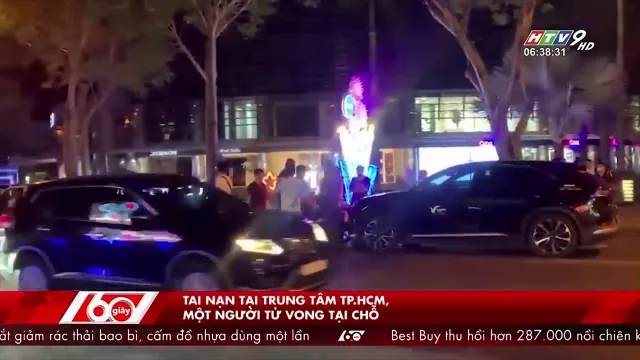 HTV9 HD
06:38:31
TAI NẠN TẠI TRUNG TÂM TP.HCM,
MỘT NGƯỜI TỬ VONG TẠI CHỖ
60 giây
ắt giảm rác thải bao bì, cấm đồ nhựa dùng một lần 60 Best Buy thu hồi hơn 287.000 nồi chiên k